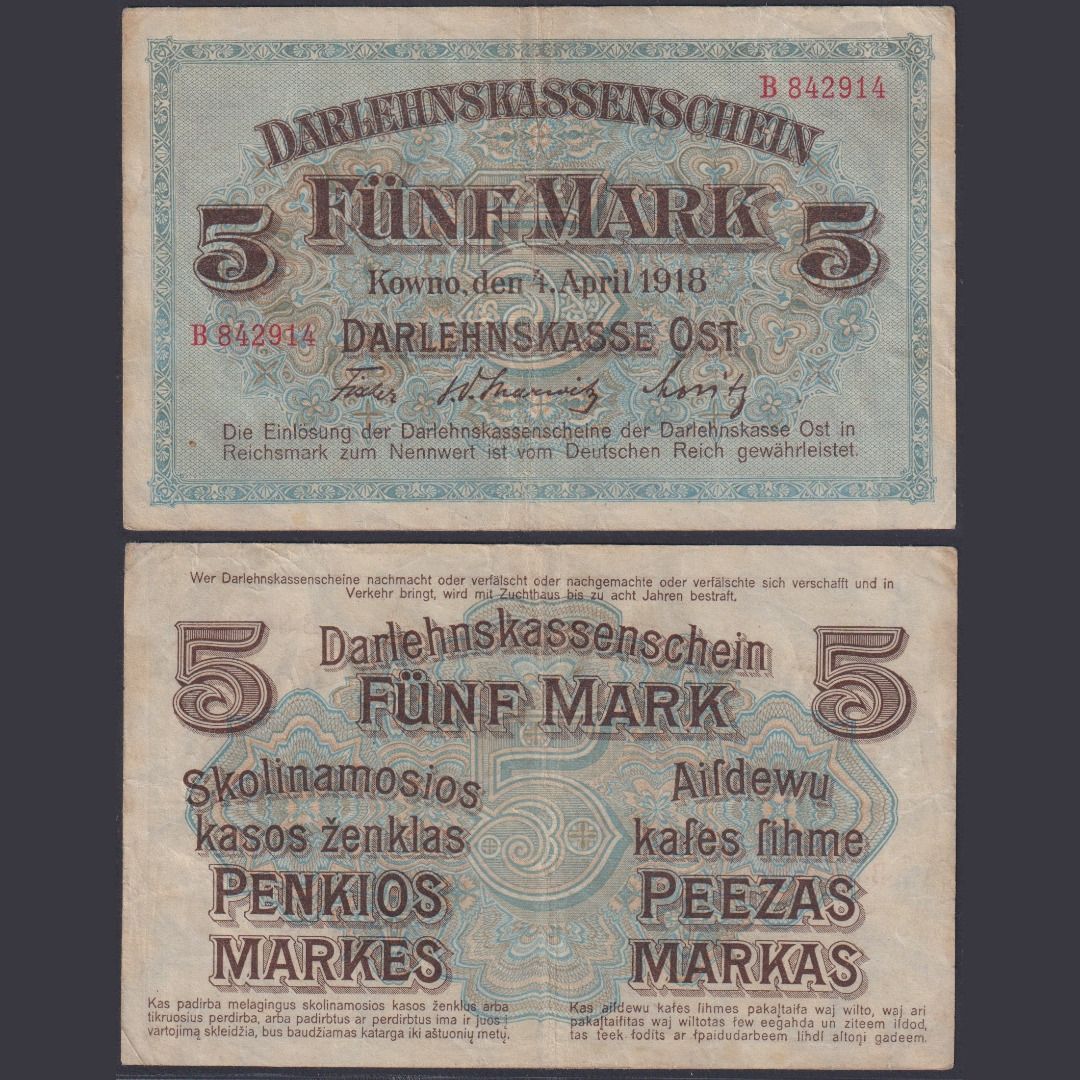 B 842914
DARLEHNSKASSENSCHEIN
FÜNF MARK
5 5
Kowno, den 4. April 1918
B 842914 DARLEHNSKASSE OST
Die Einlösung der Darlehnskassenscheine der Darlehnskasse Ost in
Reichsmark zum Nennwert ist vom Deutschen Reich gewährleistet.
Wer Darlehnskassenscheine nachmacht oder verfälscht oder nachgemachte oder verfälschte sich verschafft und in
Verkehr bringt, wird mit Zuchthaus bis zu acht Jahren bestraft.
5 5
Darlehnskassenschein
FÜNF MARK
5
Skolinamosios
kasos ženklas
PENKIOS
MARKES
Kas padirba melagingus skolinamosios kasos ženklus arba
tikruosius perdirba, arba padirbtus ar perdirbtus ima ir juos į
vartojimą skleidžia, bus baudžiamas katarga iki aštuonių metų.
Aiſdewu
kaſes ſihme
PEEZAS
MARKAS
Kas aiſdewu kaſes ſihmes pakaļtaiſa waj wilto, waj ari
pakaļtaiſitas waj wiltotas ſew eegahda un ziteem iſdod,
tas teek ſodits ar ſpaidudarbeem lihdſ aſtoņi gadeem.